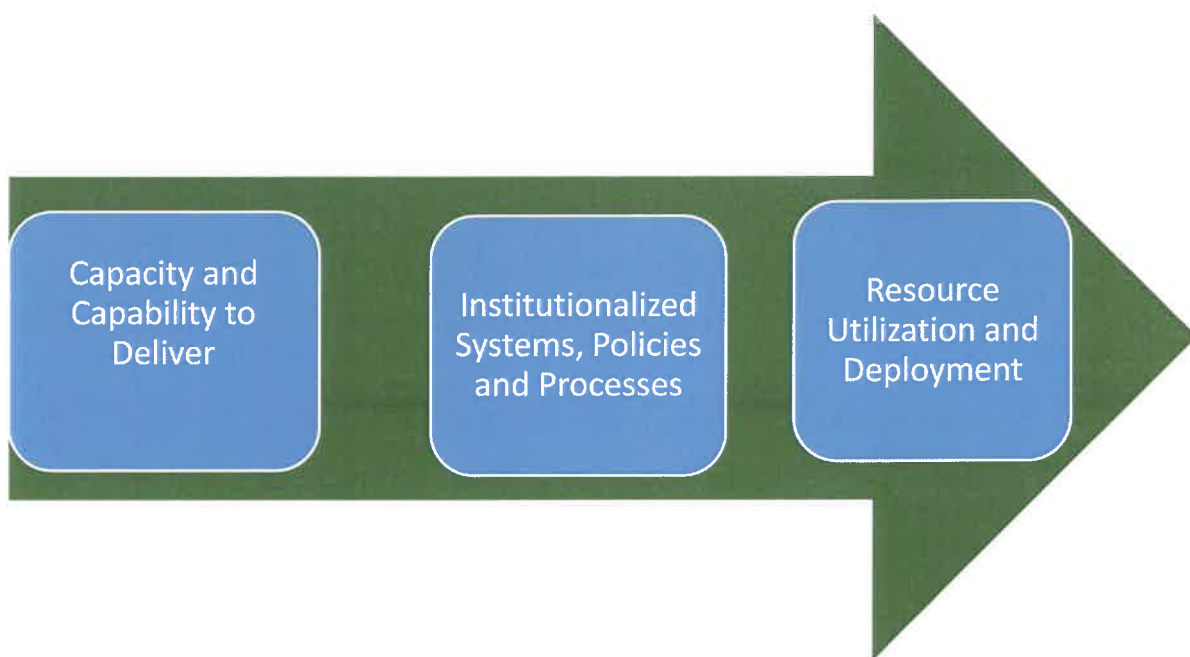 Capacity and
Capability to
Deliver
Institutionalized
Systems, Policies
and Processes
Resource
Utilization and
Deployment